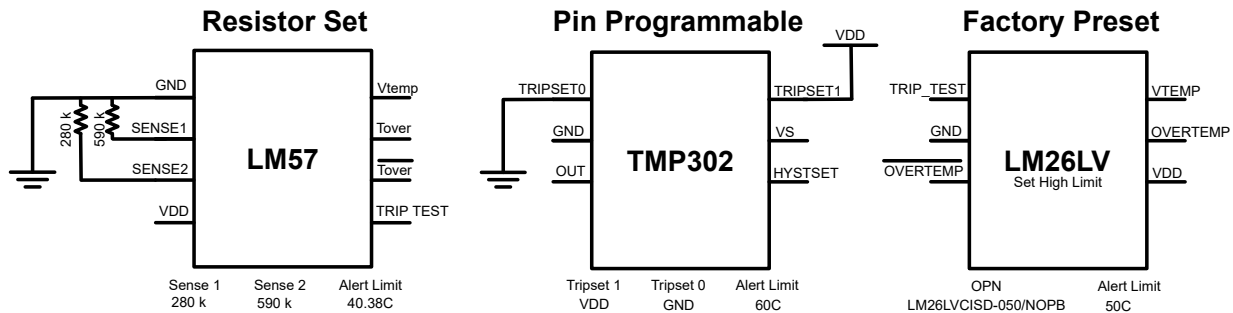 Resistor Set
GND
SENSE1
SENSE2
VDD
280 k
590 k
LM57
Vtemp
Tover
Tover
TRIP TEST
Sense 1 Sense 2 Alert Limit
280 k 590 k 40.38C
Pin Programmable
VDD
TRIPSET0
GND
OUT
TMP302
TRIPSET1
VS
HYSTSET
Tripset 1 Tripset 0 Alert Limit
VDD GND 60C
Factory Preset
TRIP_TEST
GND
OVERTEMP
LM26LV
Set High Limit
VTEMP
OVERTEMP
VDD
OPN Alert Limit
LM26LVCISD-050/NOPB 50C